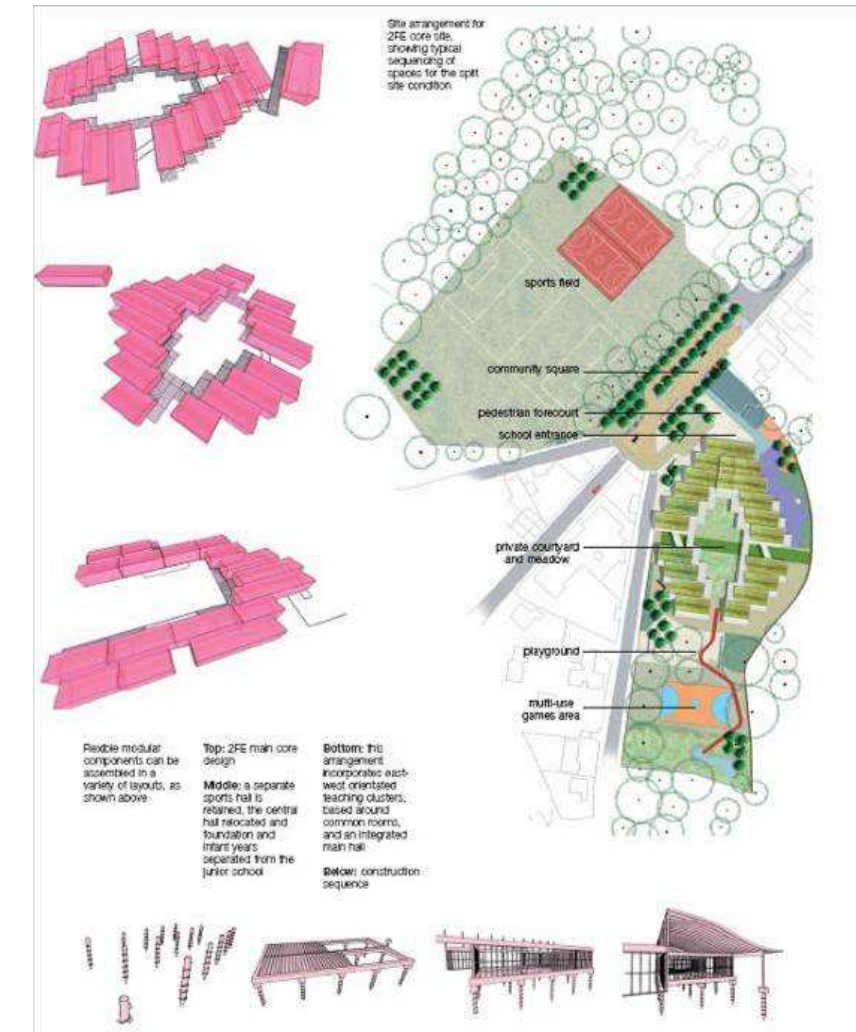 Site arrangement for
2FE core site,
showing typical
sequencing of
spaces for the split
site condition
sports field
community square
pedestrian forecourt
school entrance
private courtyard
and meadow
playground
multi-use
games area
Flexible modular
components can be
assembled in a
variety of layouts, as
shown above
Top: 2FE main core
design
Middle: a separate
sports hall is
retained, the central
hall relocated and
foundation and
infant years
separated from the
junior school
Bottom: this
arrangement
incorporates east-
west orientated
teaching clusters,
based around
common rooms,
and an integrated
main hall
Below: construction
sequence